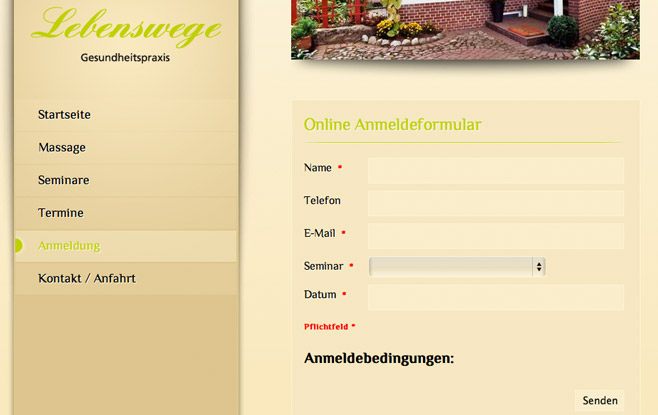 Lebenswege
Gesundheitspraxis
Startseite
Massage
Seminare
Termine
Anmeldung
Kontakt / Anfahrt
Online Anmeldeformular
Name *
Telefon
E-Mail *
Seminar *
Datum *
Pflichtfeld *
Anmeldebedingungen:
Senden